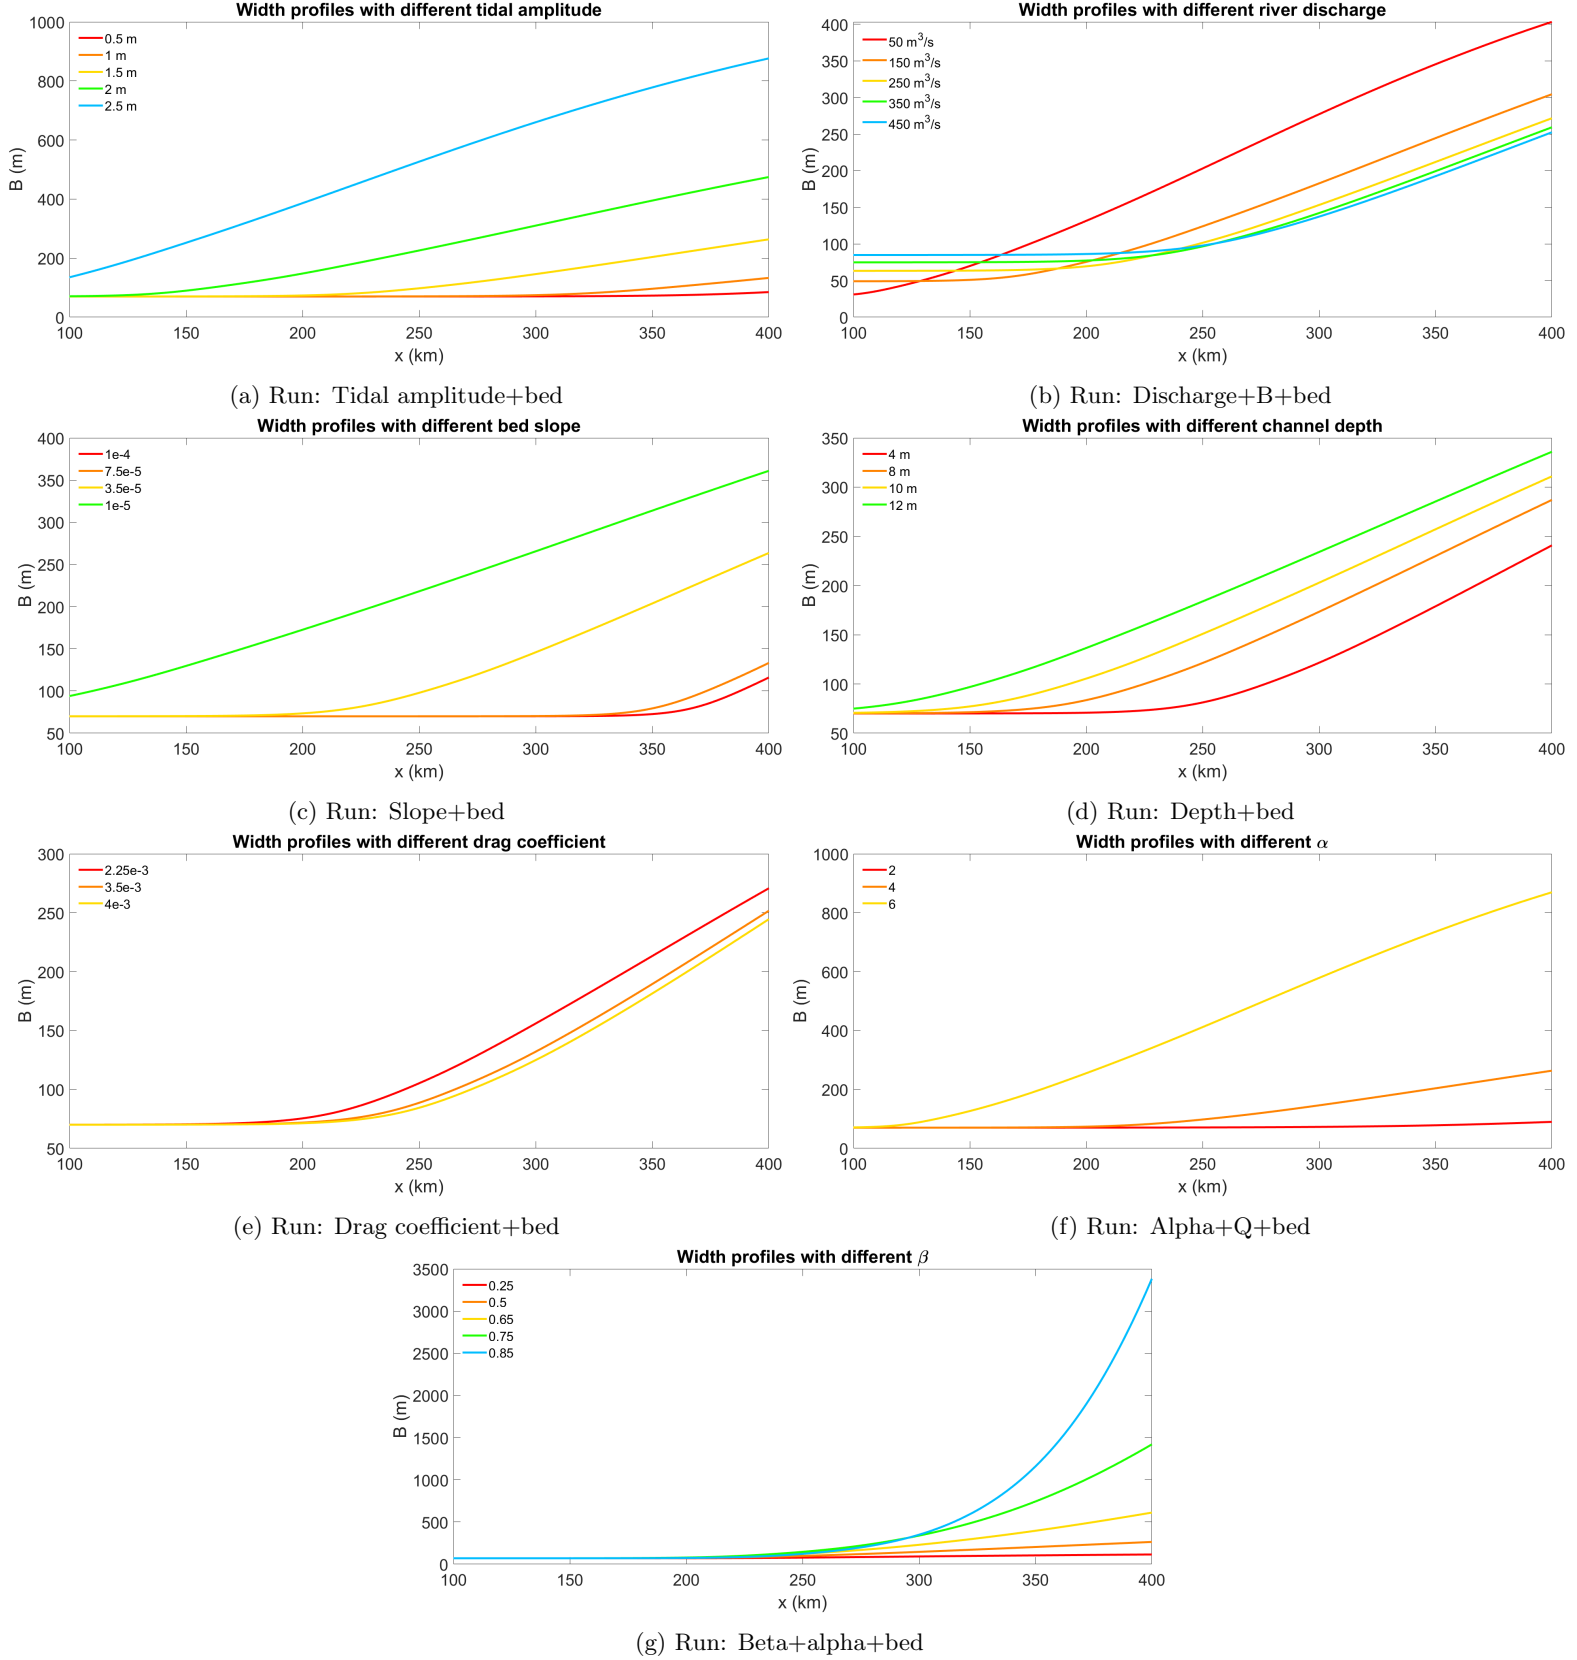 Width profiles with different tidal amplitude
1000
800
600
400
200
0
B (m)
0.5 m
1 m
1.5 m
2 m
2.5 m
100 150 200 250 300 350 400
x (km)
(a) Run: Tidal amplitude+bed
Width profiles with different river discharge
400
350
300
250
200
150
100
50
0
B (m)
50 m³/s
150 m³/s
250 m³/s
350 m³/s
450 m³/s
100 150 200 250 300 350 400
x (km)
(b) Run: Discharge+B+bed
Width profiles with different bed slope
400
350
300
250
200
150
100
50
B (m)
1e-4
7.5e-5
3.5e-5
1e-5
100 150 200 250 300 350 400
x (km)
(c) Run: Slope+bed
Width profiles with different channel depth
350
300
250
200
150
100
50
B (m)
4 m
8 m
10 m
12 m
100 150 200 250 300 350 400
x (km)
(d) Run: Depth+bed
Width profiles with different drag coefficient
300
250
200
150
100
50
B (m)
2.25e-3
3.5e-3
4e-3
100 150 200 250 300 350 400
x (km)
(e) Run: Drag coefficient+bed
Width profiles with different α
1000
800
600
400
200
0
B (m)
2
4
6
100 150 200 250 300 350 400
x (km)
(f) Run: Alpha+Q+bed
Width profiles with different β
3500
3000
2500
2000
1500
1000
500
0
B (m)
0.25
0.5
0.65
0.75
0.85
100 150 200 250 300 350 400
x (km)
(g) Run: Beta+alpha+bed